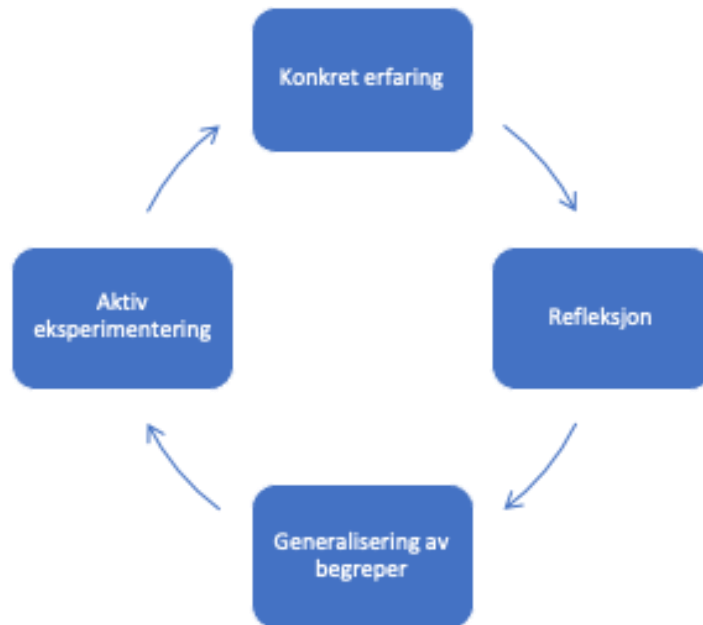 Konkret erfaring
Refleksjon
Generalisering av
begreper
Aktiv
eksperimentering